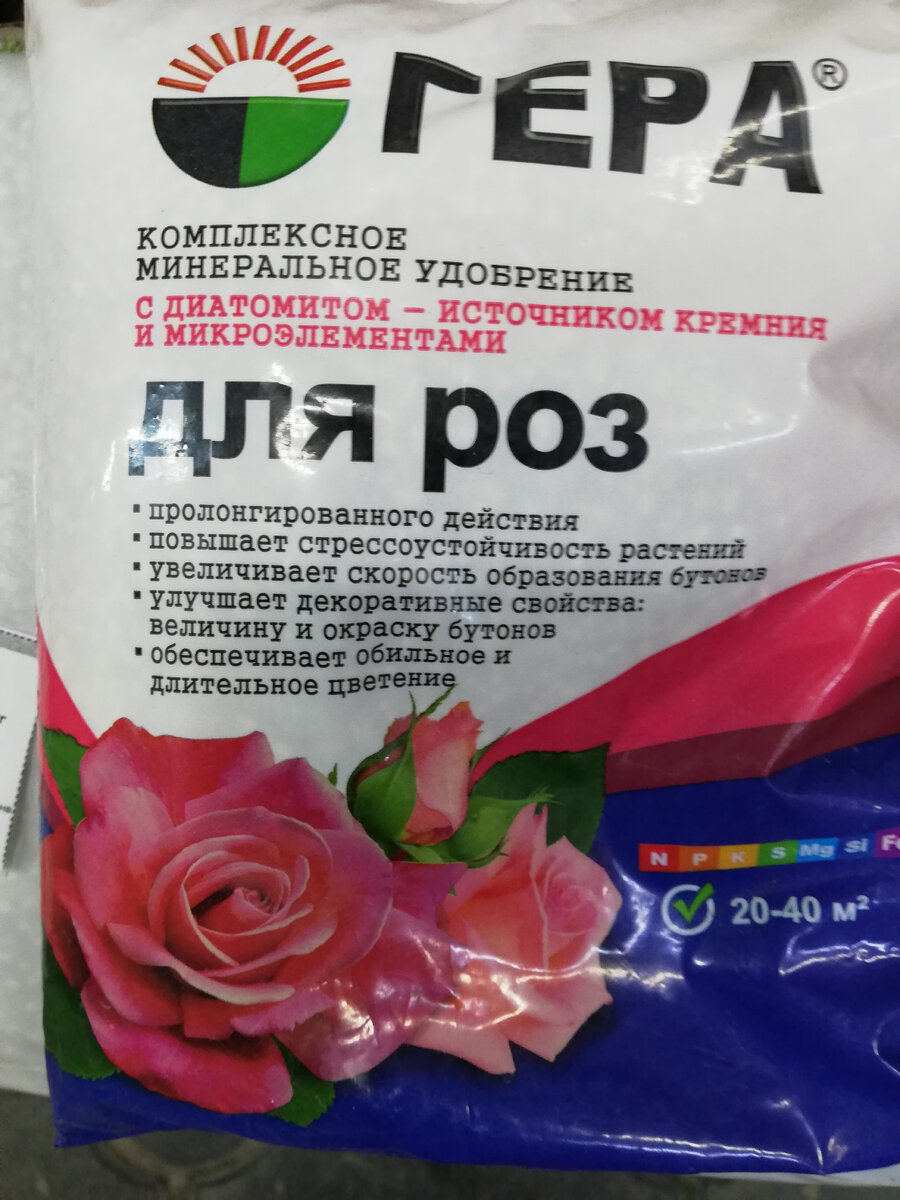 ГЕРА®
КОМПЛЕКСНОЕ
МИНЕРАЛЬНОЕ УДОБРЕНИЕ
С ДИАТОМИТОМ – ИСТОЧНИКОМ КРЕМНИЯ
И МИКРОЭЛЕМЕНТАМИ
для роз
▪ пролонгированного действия
▪ повышает стрессоустойчивость растений
▪ увеличивает скорость образования бутонов
▪ улучшает декоративные свойства:
величину и окраску бутонов
▪ обеспечивает обильное и
длительное цветение
N P K S Mg Si Fe
20-40 м²